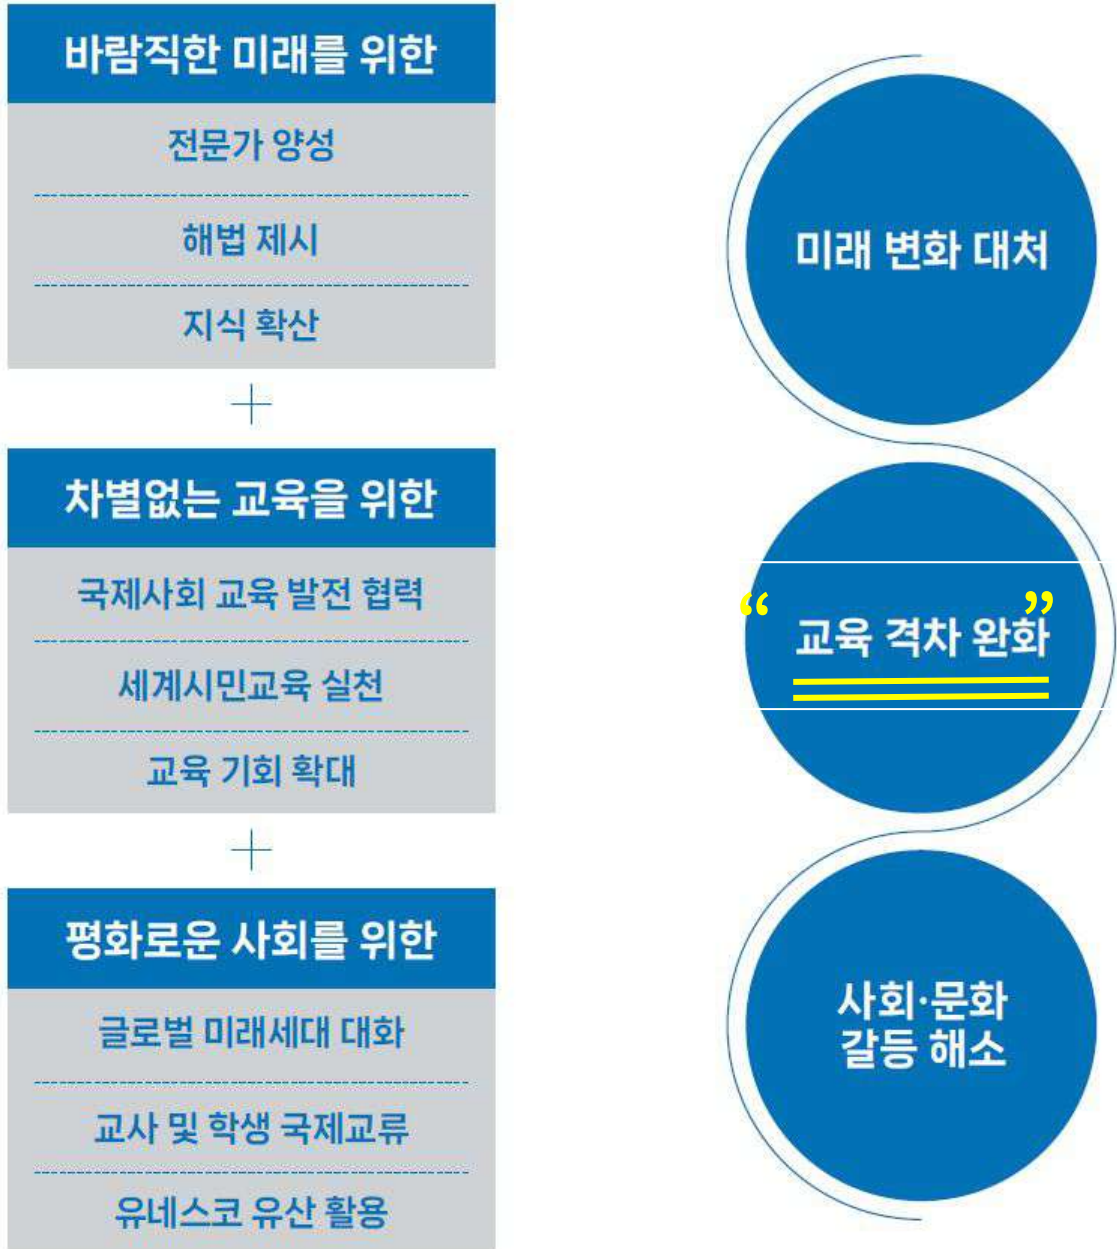 바람직한 미래를 위한
전문가 양성
해법 제시
지식 확산
+
차별없는 교육을 위한
국제사회 교육 발전 협력
세계시민교육 실천
교육 기회 확대
+
평화로운 사회를 위한
글로벌 미래세대 대화
교사 및 학생 국제교류
유네스코 유산 활용
미래 변화 대처
“교육 격차 완화”
사회·문화
갈등 해소